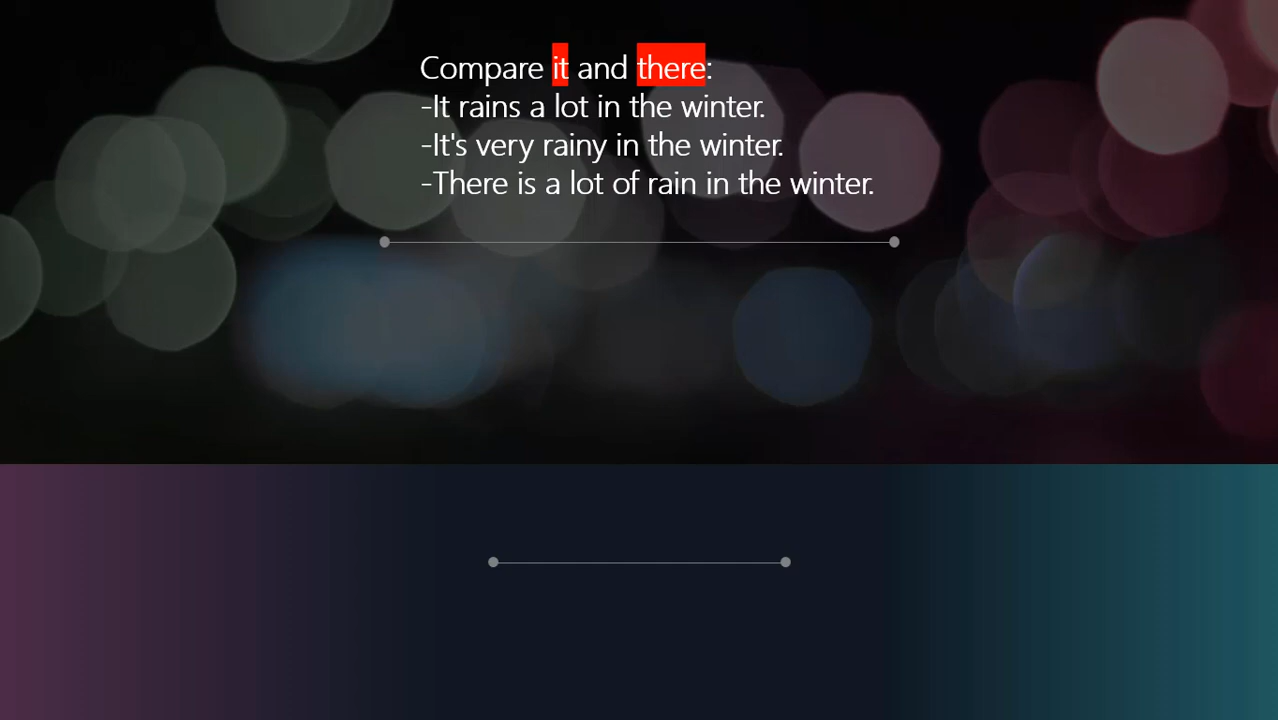 Compare it and there:
-It rains a lot in the winter.
-It's very rainy in the winter.
-There is a lot of rain in the winter.